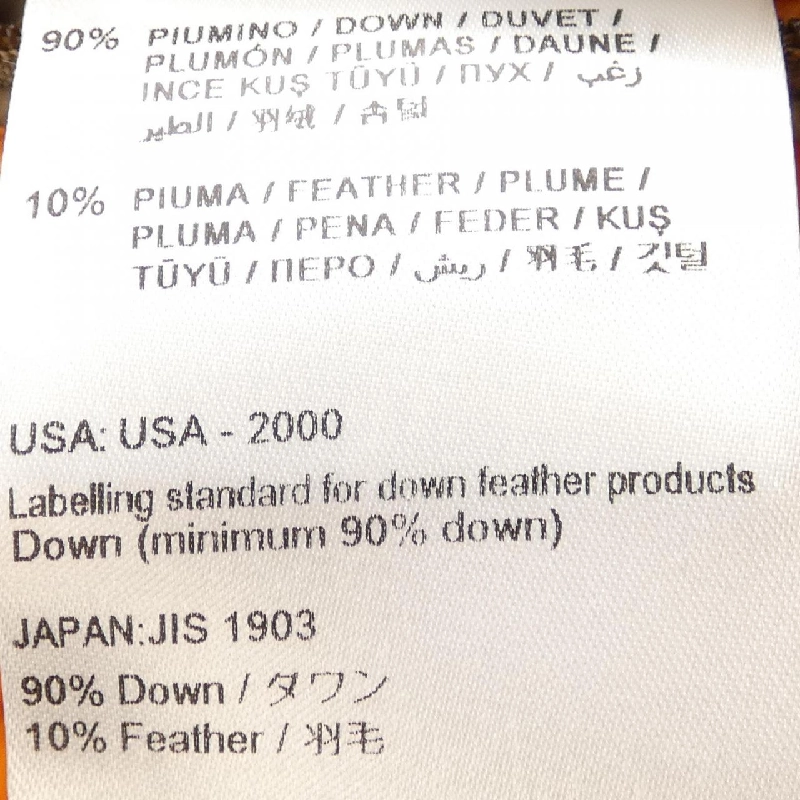 90% PIUMINO / DOWN / DUVET /
PLUMÓN / PLUMAS / DAUNE /
INCE KUŞ TÜYÜ / ПУХ / زغب
الطير / 羽绒 / 솜털
10% PIUMA / FEATHER / PLUME /
PLUMA / PENA / FEDER / KUŞ
TÜYÜ / ПЕРО / ريش / 羽毛 / 깃털
USA: USA - 2000
Labelling standard for down feather products
Down (minimum 90% down)
JAPAN:JIS 1903
90% Down / ダワン
10% Feather / 羽毛